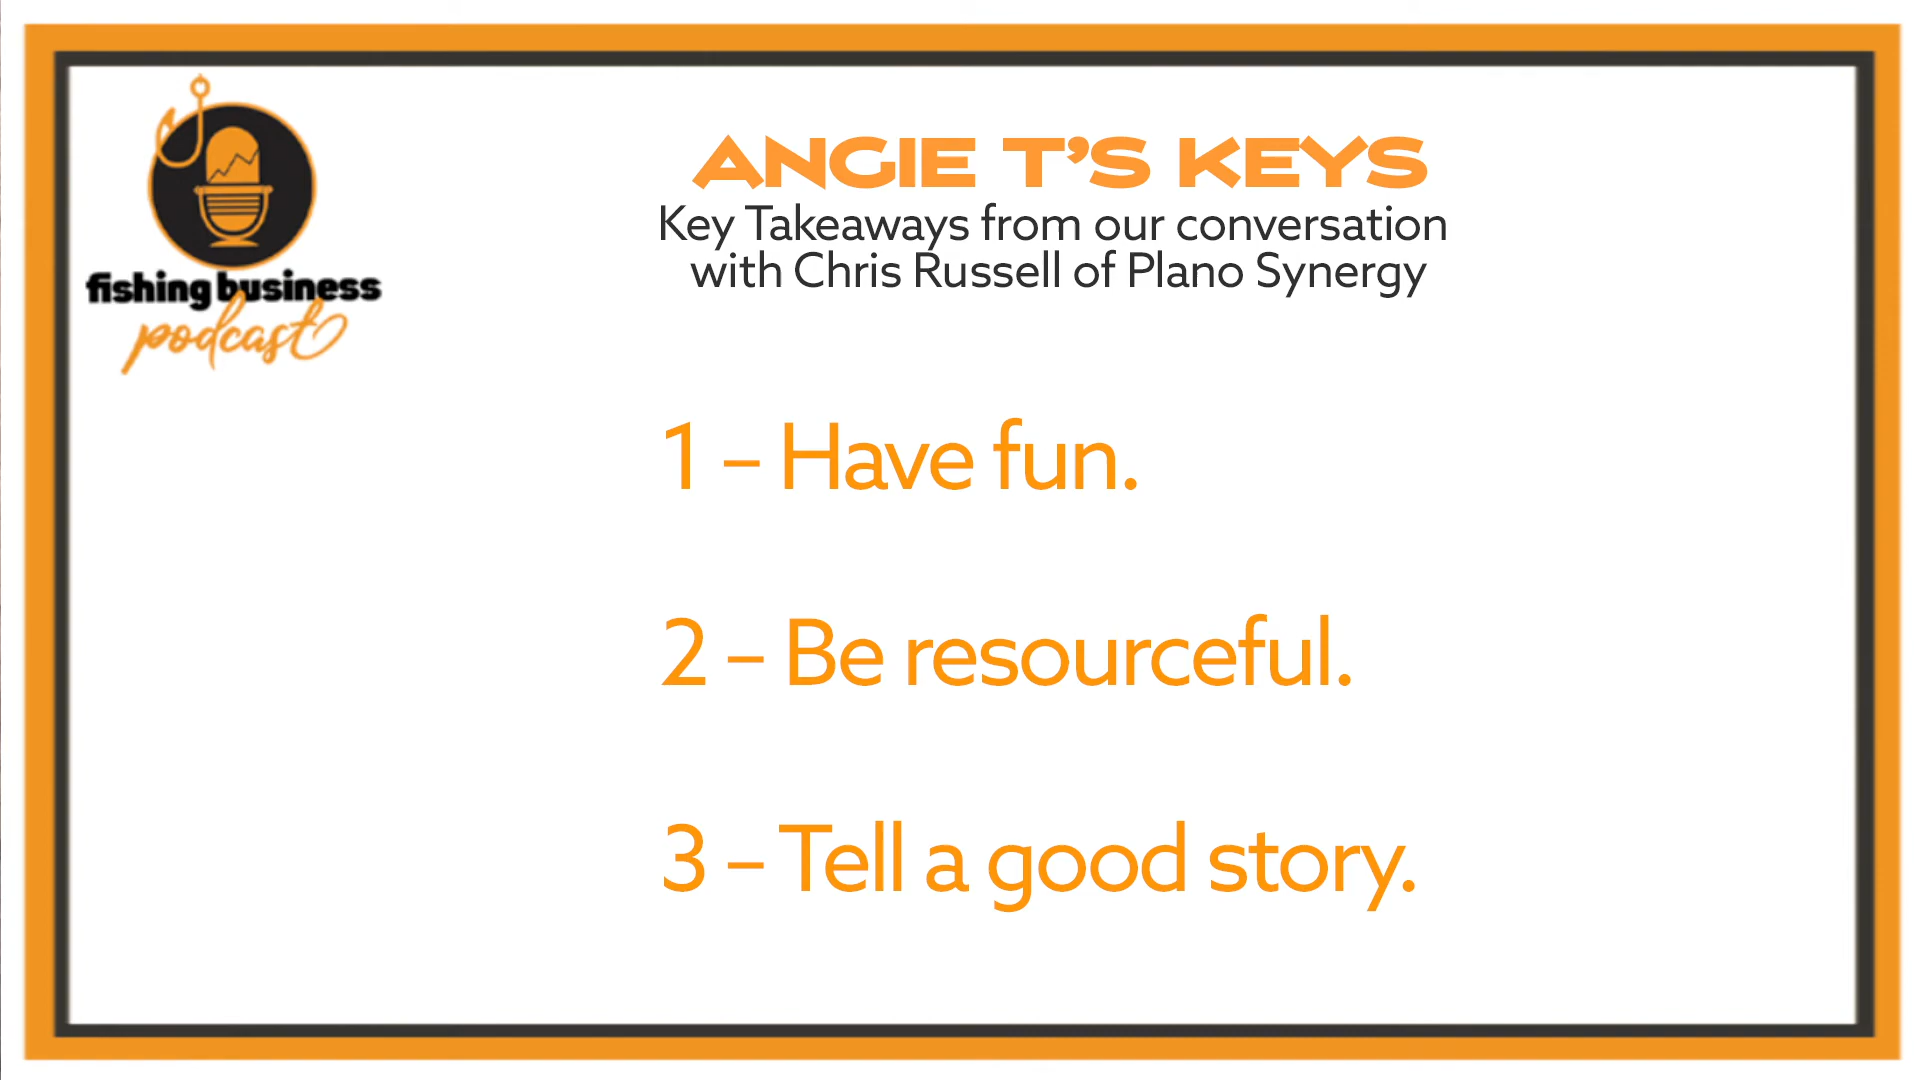 fishing business
podcast
ANGIE T’S KEYS
Key Takeaways from our conversation
with Chris Russell of Plano Synergy
1 – Have fun.
2 – Be resourceful.
3 – Tell a good story.